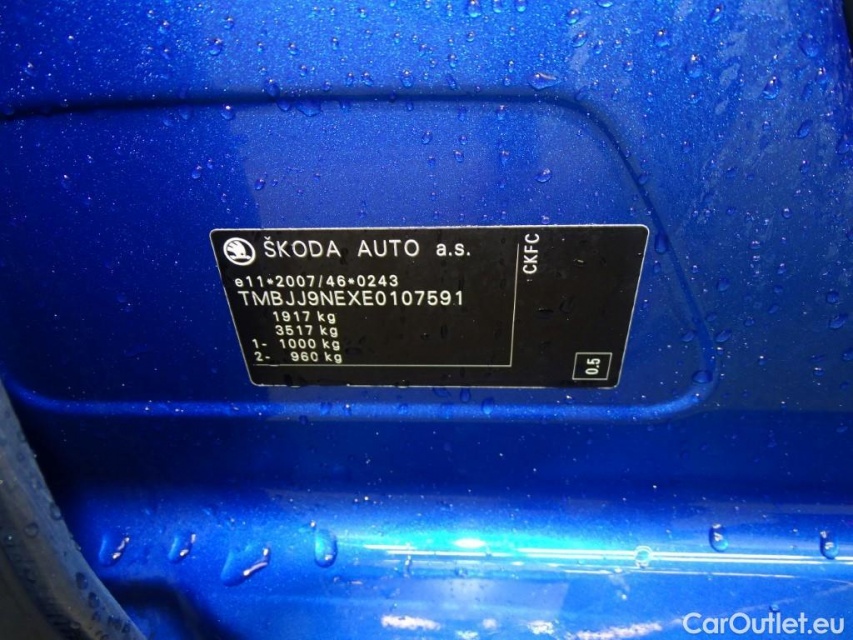 ŠKODA AUTO a.s.
e11*2007/46*0243
TMBJJ9NEXE0107591
1917 kg
3517 kg
1- 1000 kg
2- 960 kg
CKFC
0.5
CarOutlet.eu